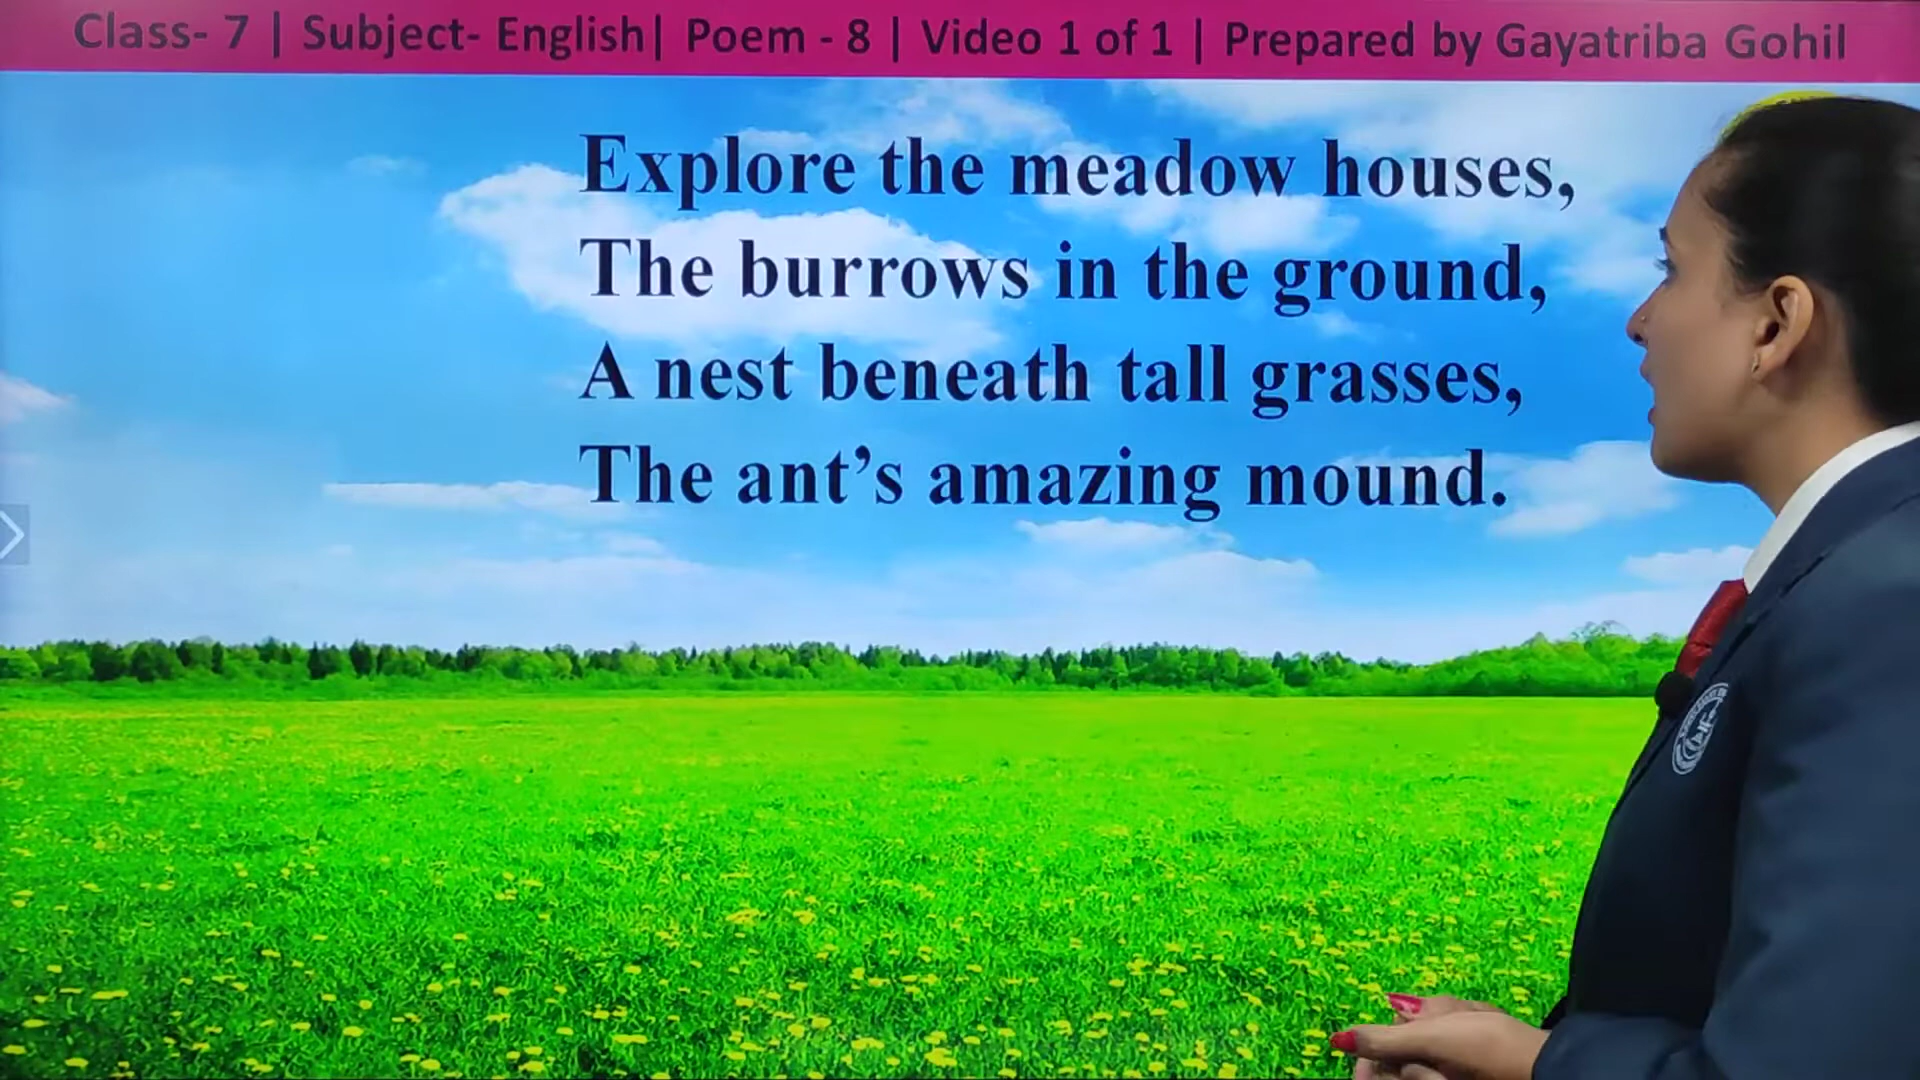 Class- 7 | Subject- English| Poem - 8 | Video 1 of 1 | Prepared by Gayatriba Gohil
Explore the meadow houses,
The burrows in the ground,
A nest beneath tall grasses,
The ant’s amazing mound.